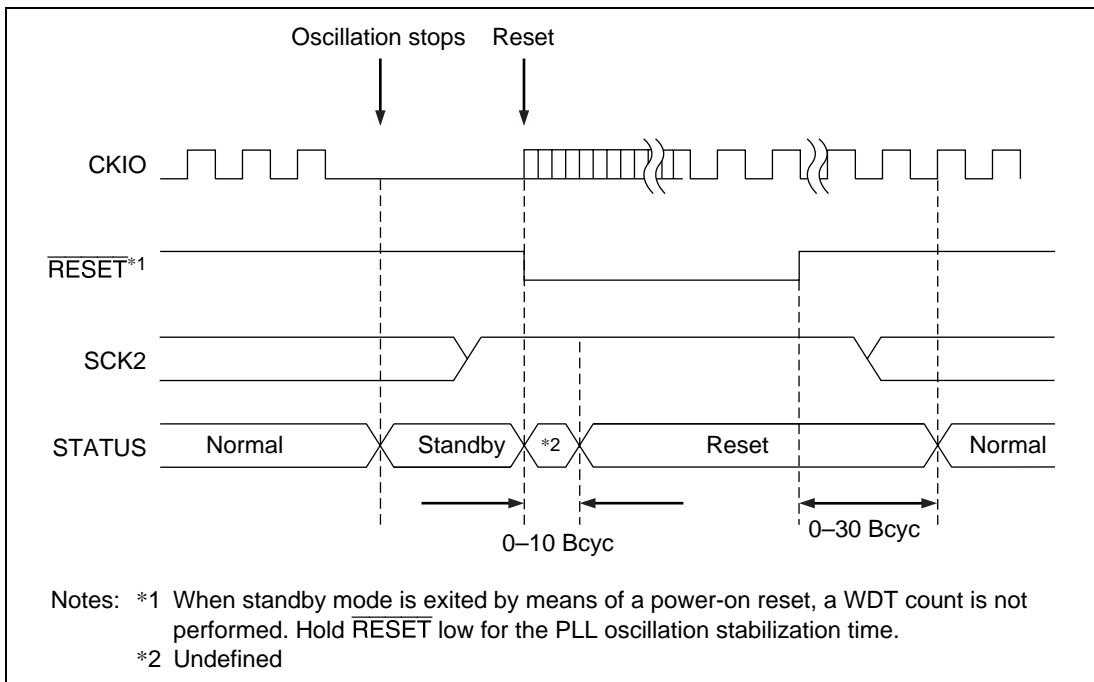 Oscillation stops Reset
CKIO
RESET*1
SCK2
STATUS Normal Standby *2 Reset Normal
0–10 Bcyc 0–30 Bcyc
Notes: *1 When standby mode is exited by means of a power-on reset, a WDT count is not
performed. Hold RESET low for the PLL oscillation stabilization time.
*2 Undefined